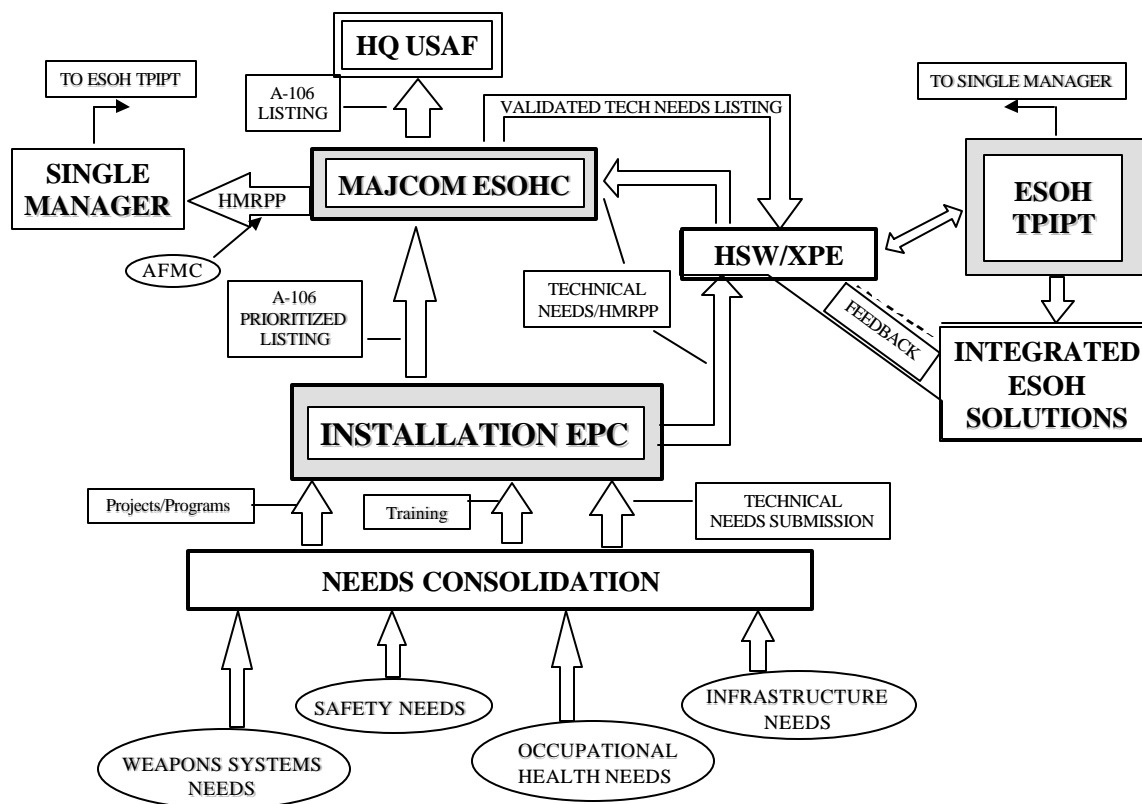 HQ USAF
TO ESOH TPIPT
TO SINGLE MANAGER
A-106
LISTING
VALIDATED TECH NEEDS LISTING
SINGLE
MANAGER
HMRPP
MAJCOM ESOHC
ESOH
TPIPT
AFMC
HSW/XPE
TECHNICAL
NEEDS/HMRPP
A-106
PRIORITIZED
LISTING
FEEDBACK
INTEGRATED
ESOH
SOLUTIONS
INSTALLATION EPC
Projects/Programs
Training
TECHNICAL
NEEDS SUBMISSION
NEEDS CONSOLIDATION
SAFETY NEEDS
INFRASTRUCTURE
NEEDS
WEAPONS SYSTEMS
NEEDS
OCCUPATIONAL
HEALTH NEEDS